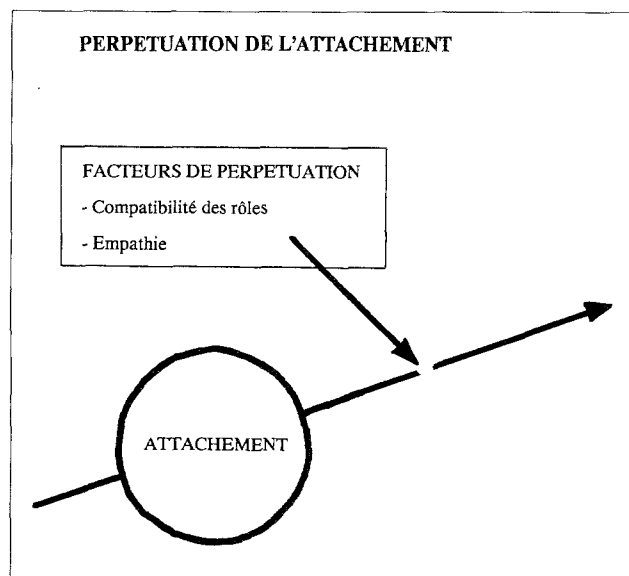 PERPETUATION DE L'ATTACHEMENT
FACTEURS DE PERPETUATION
- Compatibilité des rôles
- Empathie
ATTACHEMENT